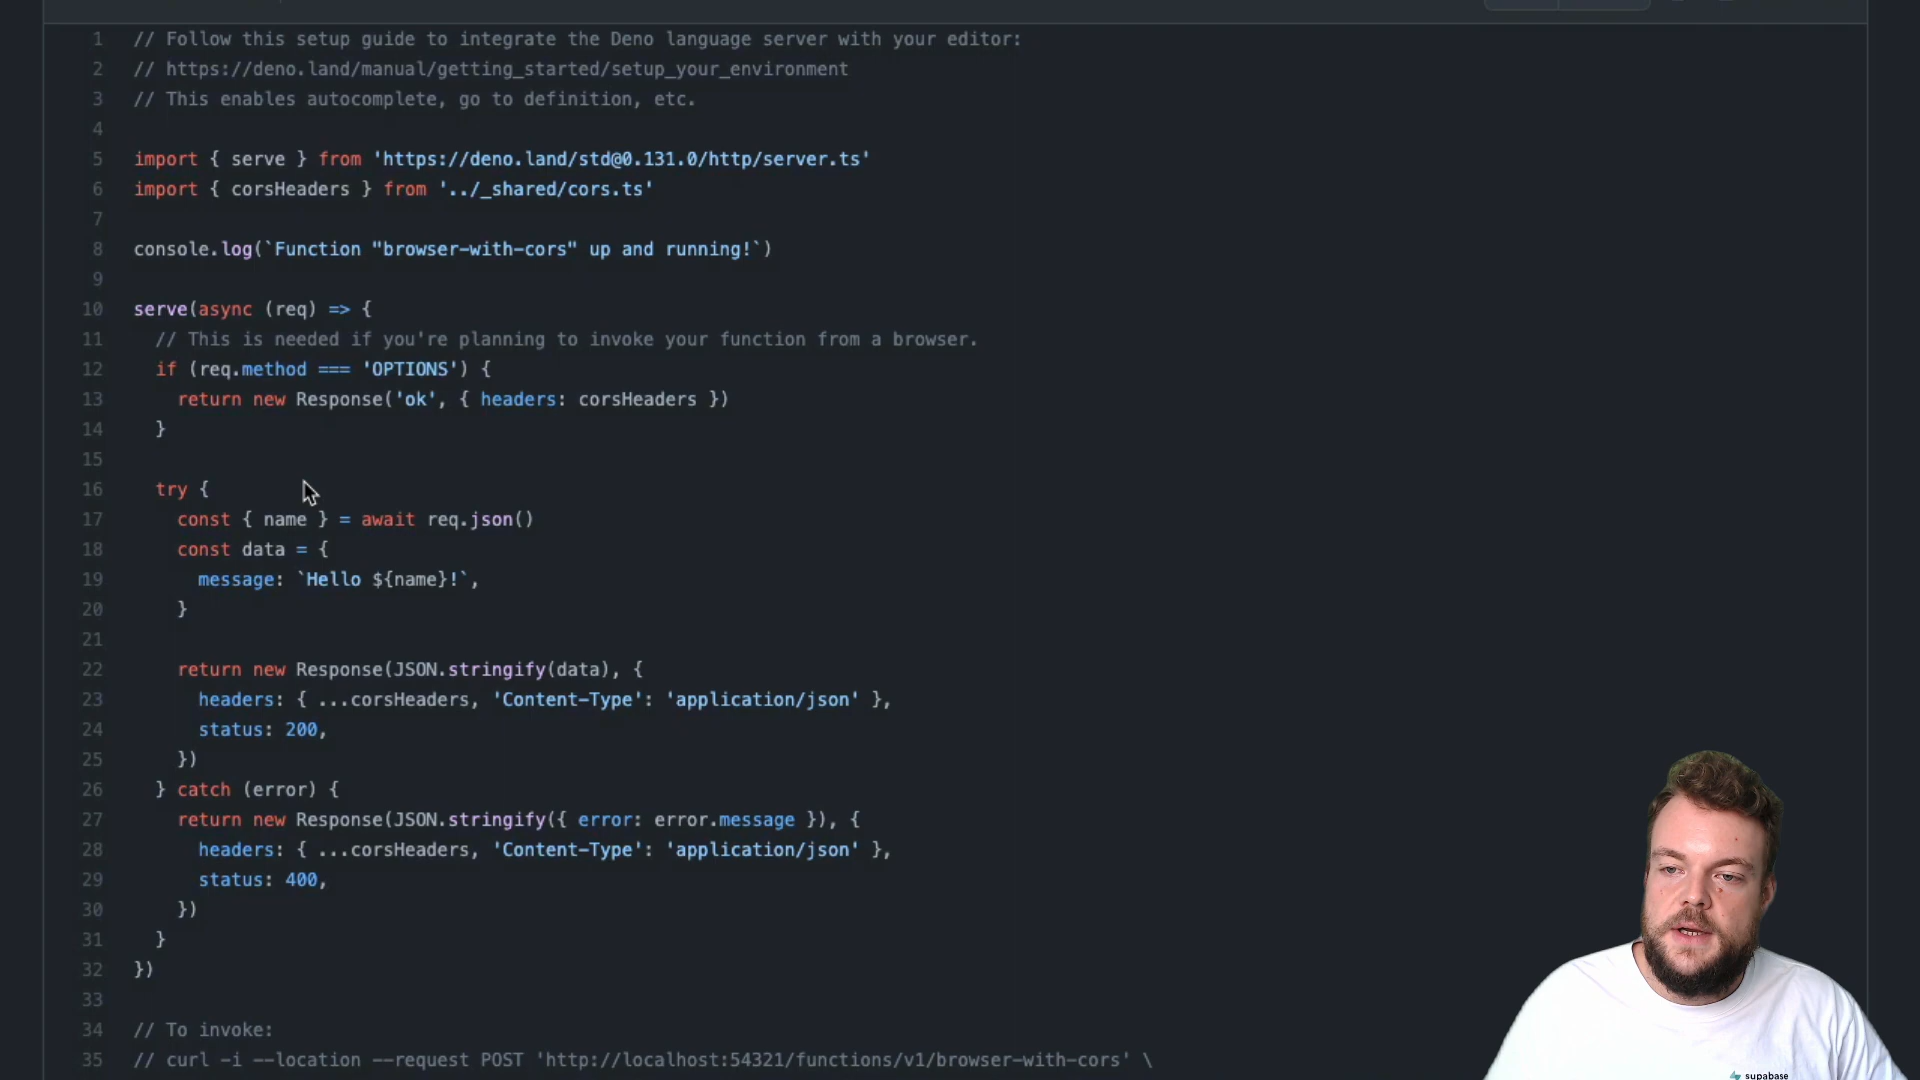 1 // Follow this setup guide to integrate the Deno language server with your editor:
2 // https://deno.land/manual/getting_started/setup_your_environment
3 // This enables autocomplete, go to definition, etc.
4
5 import { serve } from 'https://deno.land/std@0.131.0/http/server.ts'
6 import { corsHeaders } from '../_shared/cors.ts'
7
8 console.log(`Function "browser-with-cors" up and running!`)
9
10 serve(async (req) => {
11 // This is needed if you're planning to invoke your function from a browser.
12 if (req.method === 'OPTIONS') {
13 return new Response('ok', { headers: corsHeaders })
14 }
15
16 try {
17 const { name } = await req.json()
18 const data = {
19 message: `Hello ${name}!`,
20 }
21
22 return new Response(JSON.stringify(data), {
23 headers: { ...corsHeaders, 'Content-Type': 'application/json' },
24 status: 200,
25 })
26 } catch (error) {
27 return new Response(JSON.stringify({ error: error.message }), {
28 headers: { ...corsHeaders, 'Content-Type': 'application/json' },
29 status: 400,
30 })
31 }
32 })
33
34 // To invoke:
35 // curl -i --location --request POST 'http://localhost:54321/functions/v1/browser-with-cors' \
supabase